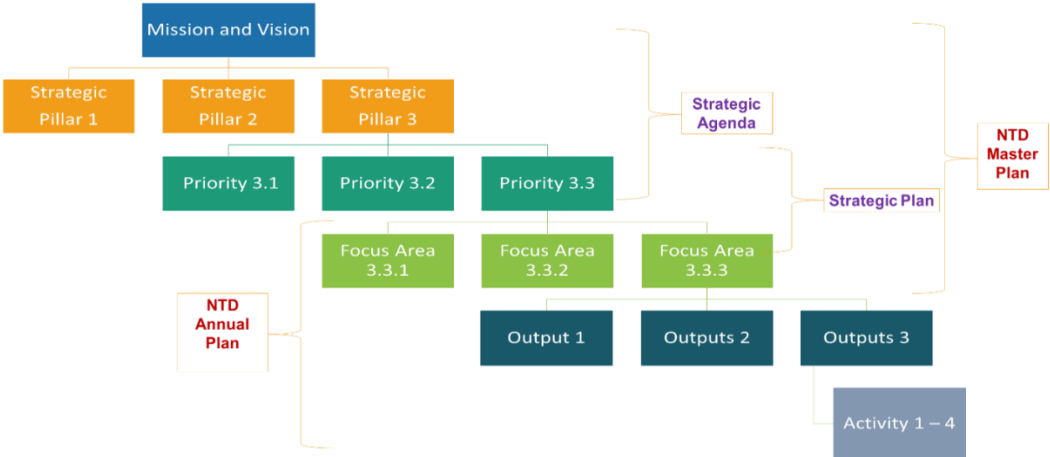 Mission and Vision
Strategic
Pillar 1
Strategic
Pillar 2
Strategic
Pillar 3
Strategic
Agenda
NTD
Master
Plan
Priority 3.1
Priority 3.2
Priority 3.3
Strategic Plan
Focus Area
3.3.1
Focus Area
3.3.2
Focus Area
3.3.3
NTD
Annual
Plan
Output 1
Outputs 2
Outputs 3
Activity 1 – 4